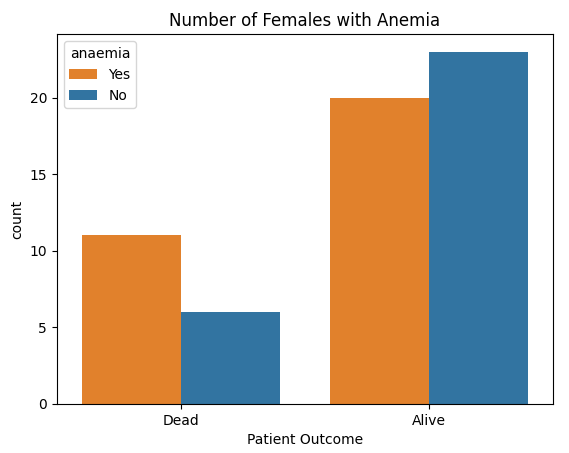 Number of Females with Anemia
anaemia
Yes
No
20
15
10
5
0
count
Dead
Alive
Patient Outcome